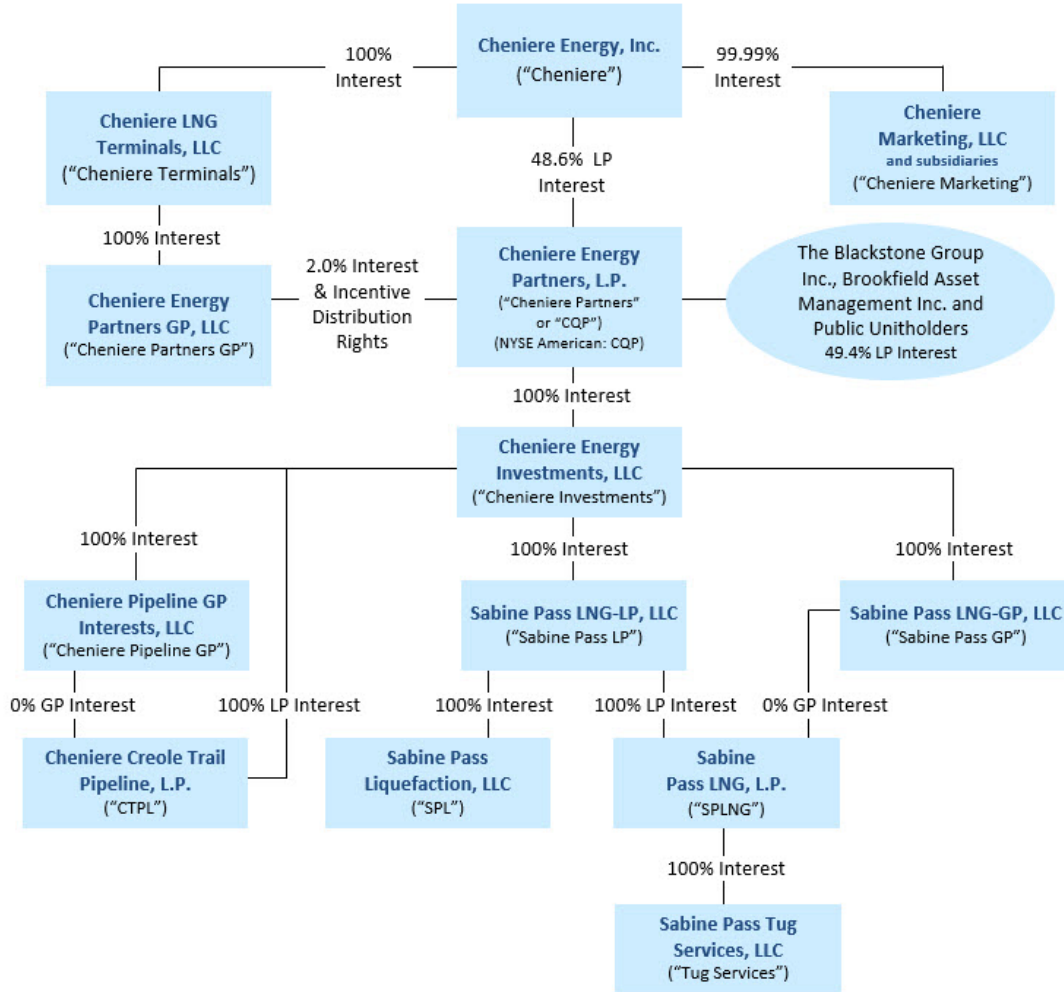 Cheniere Energy, Inc.
(“Cheniere”)
100%
Interest
99.99%
Interest
Cheniere LNG
Terminals, LLC
(“Cheniere Terminals”)
48.6% LP
Interest
Cheniere
Marketing, LLC
and subsidiaries
(“Cheniere Marketing”)
100% Interest
Cheniere Energy
Partners GP, LLC
(“Cheniere Partners GP”)
2.0% Interest
& Incentive
Distribution
Rights
Cheniere Energy
Partners, L.P.
(“Cheniere Partners”
or “CQP”)
(NYSE American: CQP)
The Blackstone Group
Inc., Brookfield Asset
Management Inc. and
Public Unitholders
49.4% LP Interest
100% Interest
Cheniere Energy
Investments, LLC
(“Cheniere Investments”)
100% Interest
100% Interest
100% Interest
Cheniere Pipeline GP
Interests, LLC
(“Cheniere Pipeline GP”)
Sabine Pass LNG-LP, LLC
(“Sabine Pass LP”)
Sabine Pass LNG-GP, LLC
(“Sabine Pass GP”)
0% GP Interest
100% LP Interest
100% Interest
100% LP Interest
0% GP Interest
Cheniere Creole Trail
Pipeline, L.P.
(“CTPL”)
Sabine Pass
Liquefaction, LLC
(“SPL”)
Sabine
Pass LNG, L.P.
(“SPLNG”)
100% Interest
Sabine Pass Tug
Services, LLC
(“Tug Services”)